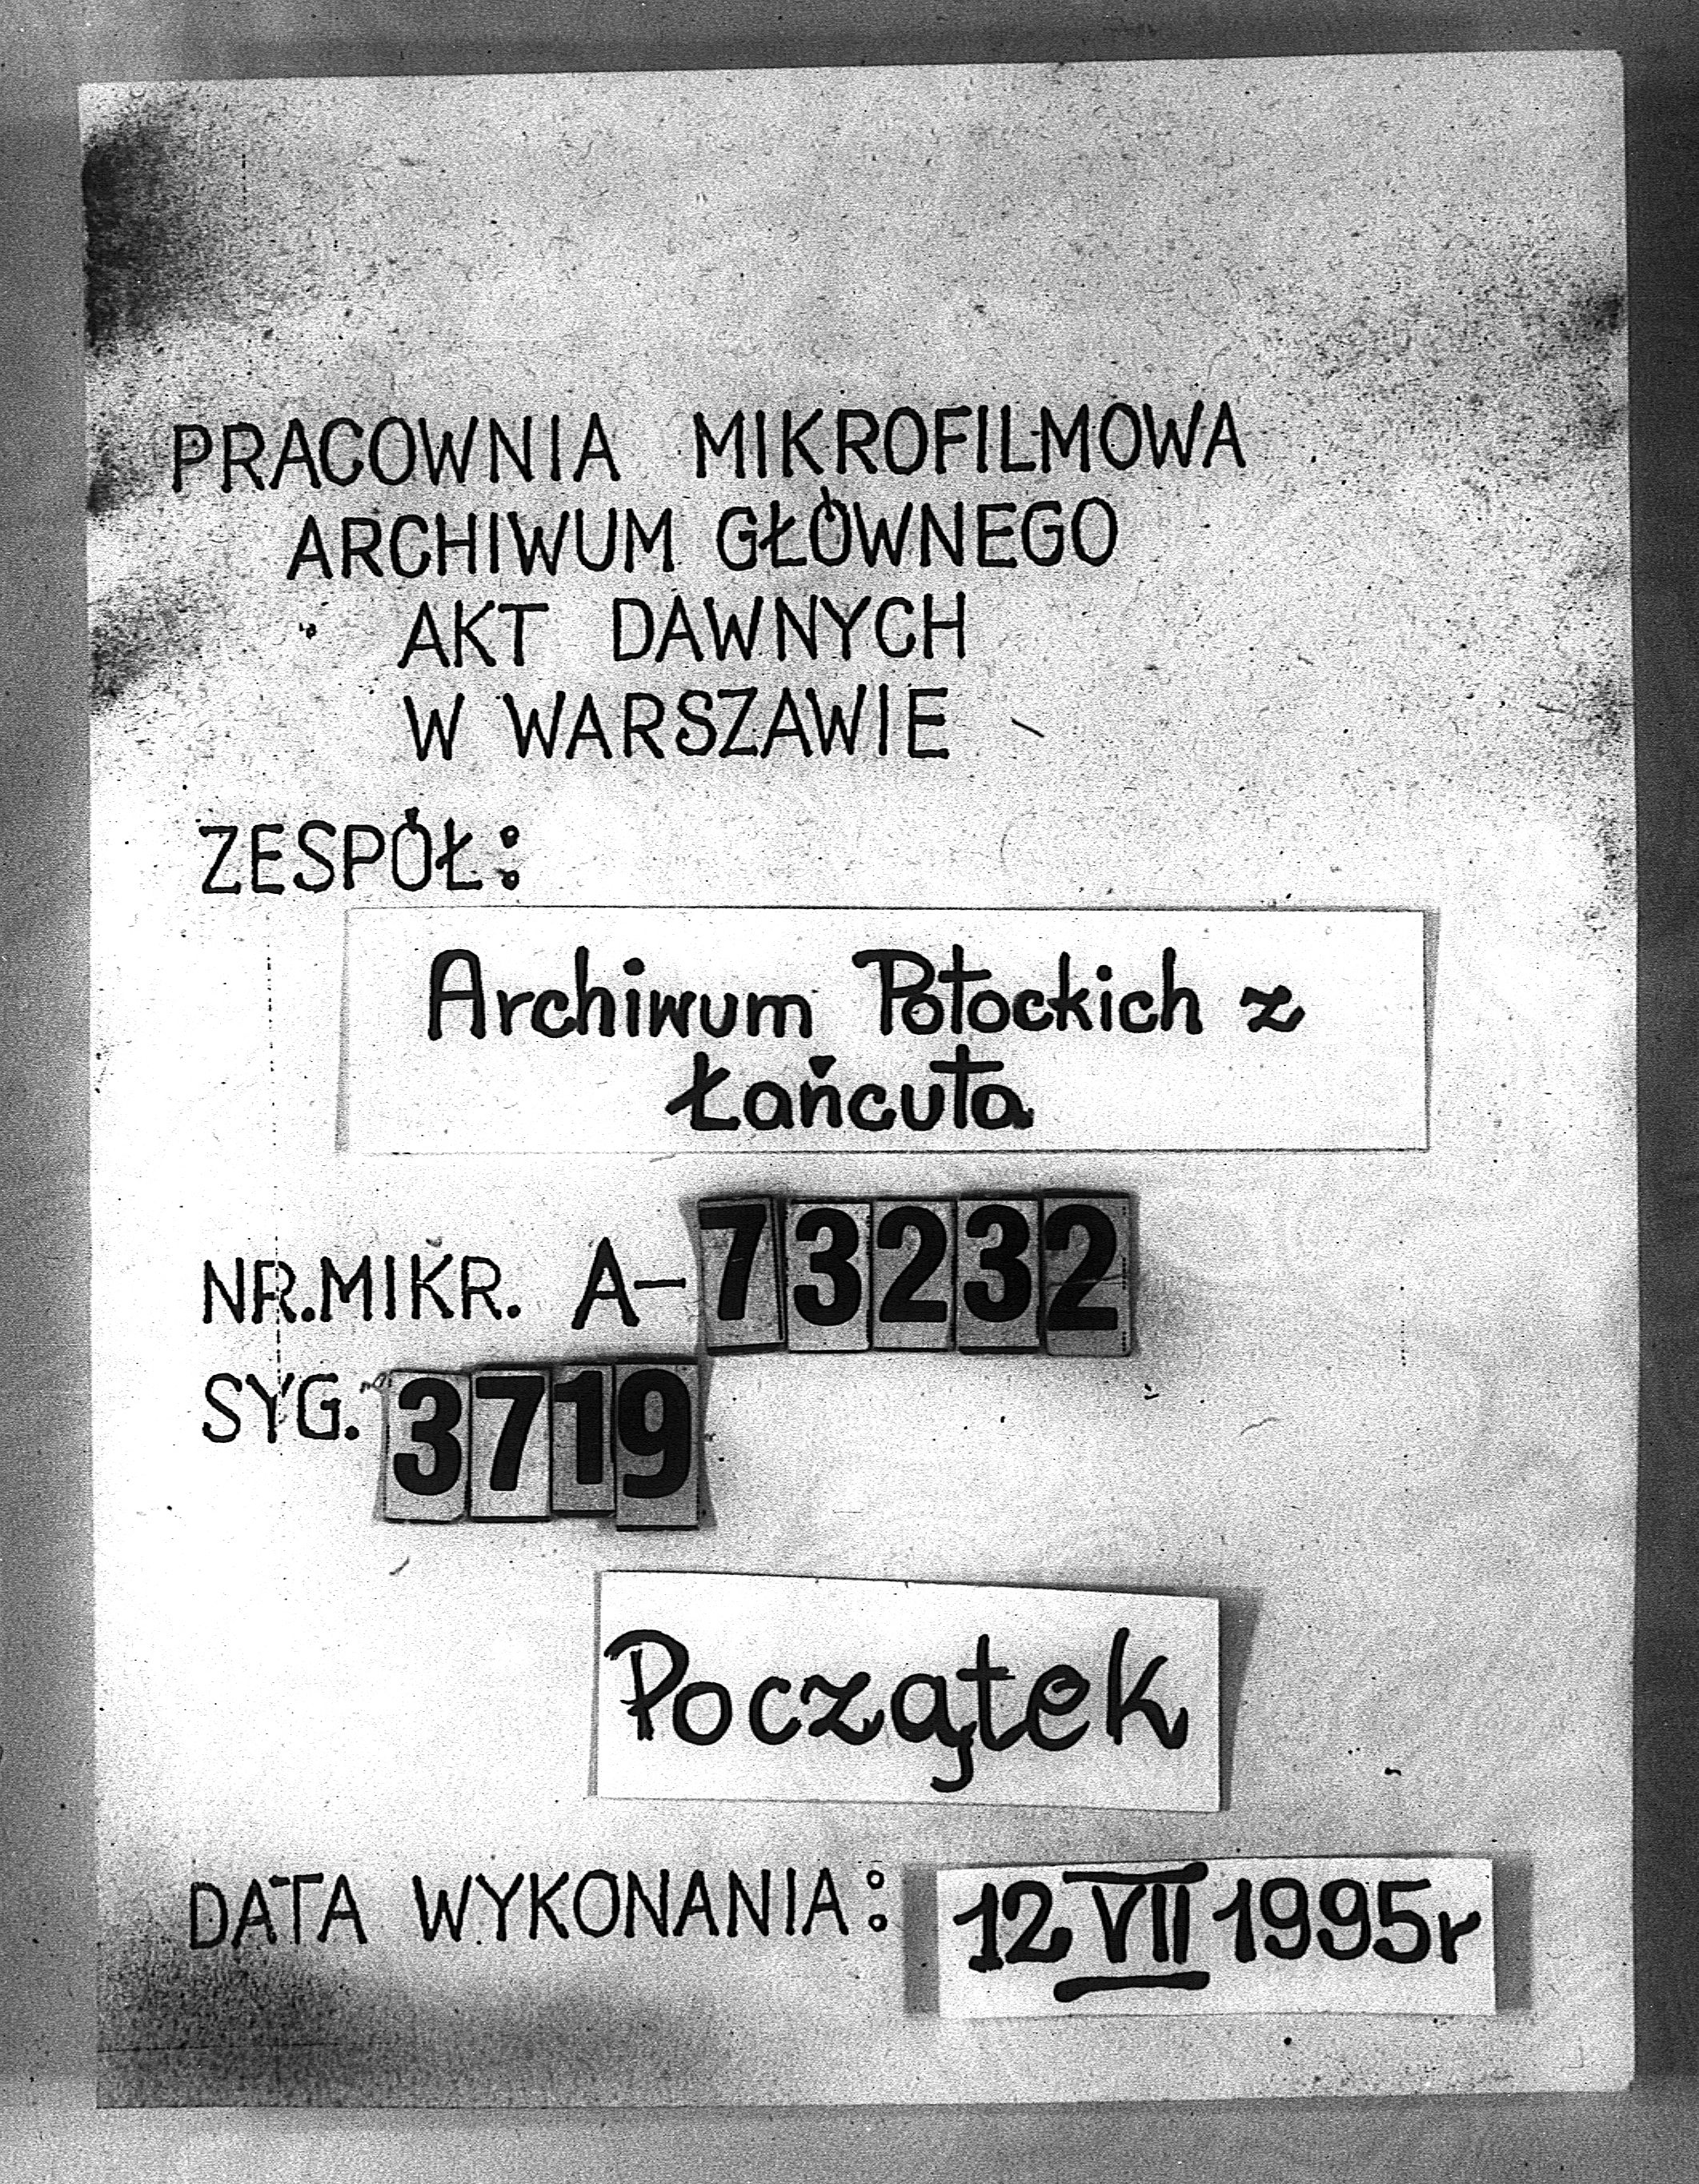 PRACOWNIA MIKROFILMOWA
ARCHIWUM GŁÓWNEGO
AKT DAWNYCH
W WARSZAWIE
ZESPÓŁ:
Archiwum Potockich z
Łańcuta
NR.MIKR. A-73232
SYG. 3719
Początek
DATA WYKONANIA: 12 VII 1995r